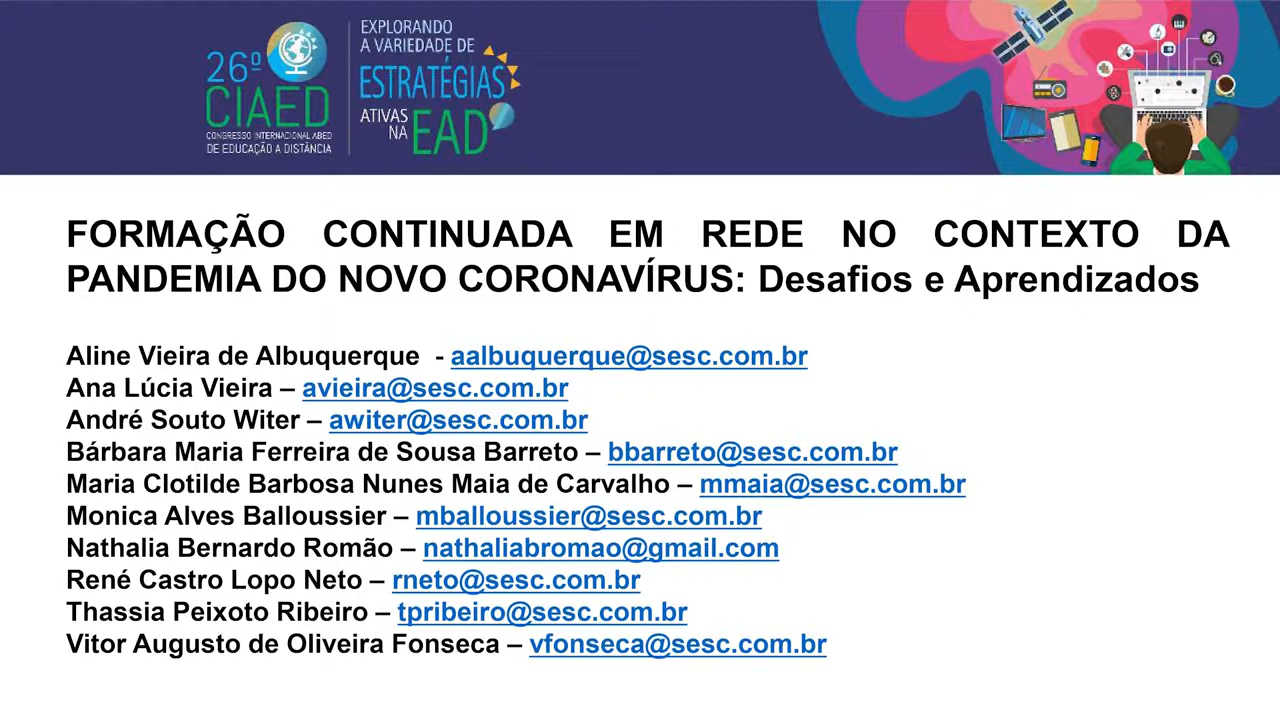 26º
CIAED
CONGRESSO INTERNACIONAL ABED
DE EDUCAÇÃO A DISTÂNCIA
EXPLORANDO
A VARIEDADE DE
ESTRATÉGIAS
ATIVAS
NA EAD
FORMAÇÃO CONTINUADA EM REDE NO CONTEXTO DA
PANDEMIA DO NOVO CORONAVÍRUS: Desafios e Aprendizados
Aline Vieira de Albuquerque - aalbuquerque@sesc.com.br
Ana Lúcia Vieira – avieira@sesc.com.br
André Souto Witer – awiter@sesc.com.br
Bárbara Maria Ferreira de Sousa Barreto – bbarreto@sesc.com.br
Maria Clotilde Barbosa Nunes Maia de Carvalho – mmaia@sesc.com.br
Monica Alves Balloussier – mballoussier@sesc.com.br
Nathalia Bernardo Romão – nathaliabromao@gmail.com
René Castro Lopo Neto – rneto@sesc.com.br
Thassia Peixoto Ribeiro – tpribeiro@sesc.com.br
Vitor Augusto de Oliveira Fonseca – vfonseca@sesc.com.br